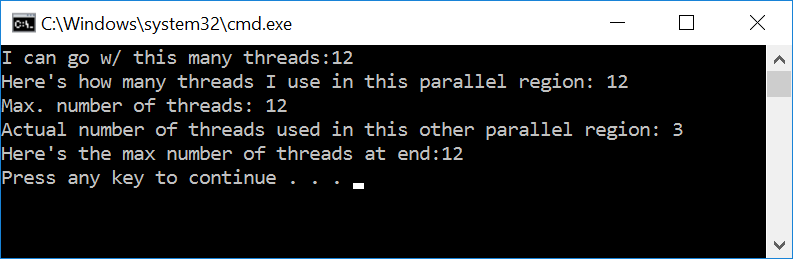 C:\Windows\system32\cmd.exe
I can go w/ this many threads:12
Here's how many threads I use in this parallel region: 12
Max. number of threads: 12
Actual number of threads used in this other parallel region: 3
Here's the max number of threads at end:12
Press any key to continue . . .